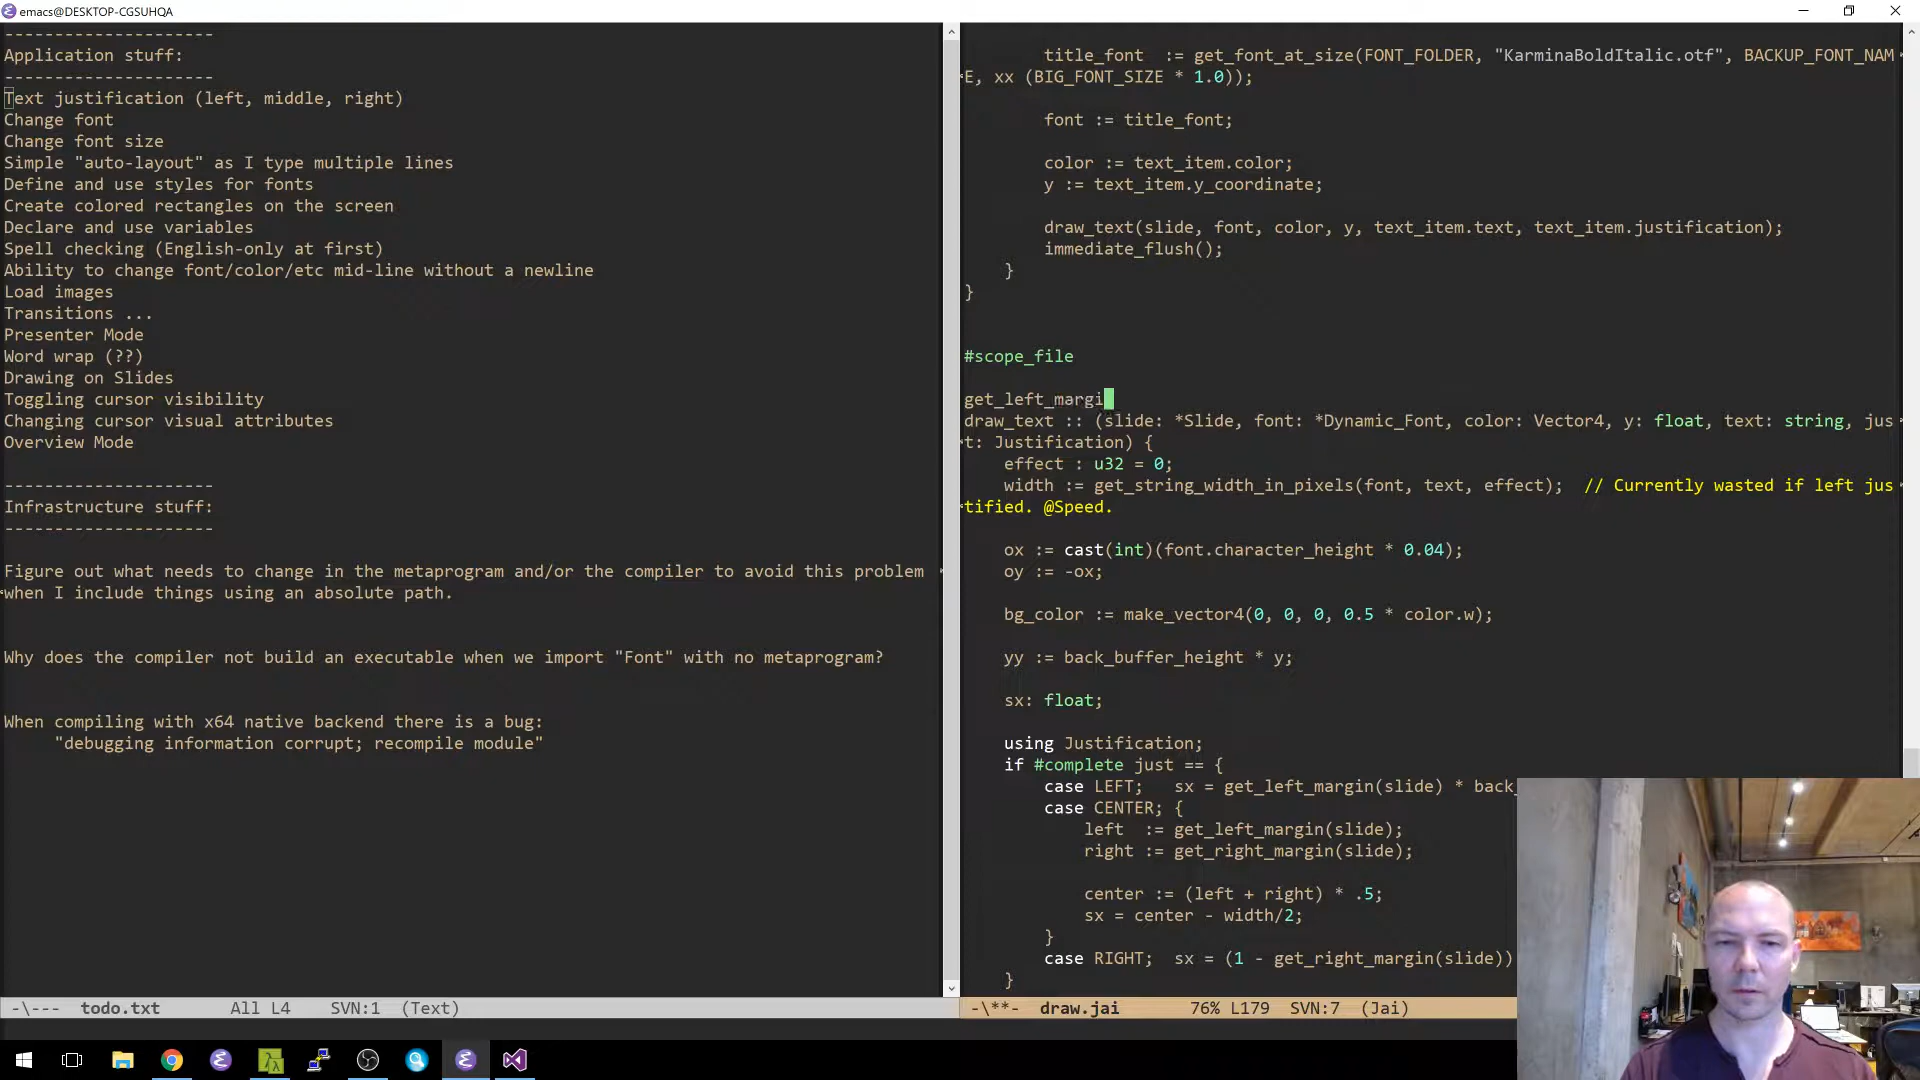 emacs@DESKTOP-CGSUHQA
---------------------
Application stuff:
---------------------
Text justification (left, middle, right)
Change font
Change font size
Simple "auto-layout" as I type multiple lines
Define and use styles for fonts
Create colored rectangles on the screen
Declare and use variables
Spell checking (English-only at first)
Ability to change font/color/etc mid-line without a newline
Load images
Transitions ...
Presenter Mode
Word wrap (??)
Drawing on Slides
Toggling cursor visibility
Changing cursor visual attributes
Overview Mode
---------------------
Infrastructure stuff:
---------------------
Figure out what needs to change in the metaprogram and/or the compiler to avoid this problem
when I include things using an absolute path.
Why does the compiler not build an executable when we import "Font" with no metaprogram?
When compiling with x64 native backend there is a bug:
"debugging information corrupt; recompile module"
-\--- todo.txt All L4 SVN:1 (Text)
title_font := get_font_at_size(FONT_FOLDER, "KarminaBoldItalic.otf", BACKUP_FONT_NAM
E, xx (BIG_FONT_SIZE * 1.0));
font := title_font;
color := text_item.color;
y := text_item.y_coordinate;
draw_text(slide, font, color, y, text_item.text, text_item.justification);
immediate_flush();
}
}
#scope_file
get_left_margi
draw_text :: (slide: *Slide, font: *Dynamic_Font, color: Vector4, y: float, text: string, jus
t: Justification) {
effect : u32 = 0;
width := get_string_width_in_pixels(font, text, effect); // Currently wasted if left jus
tified. @Speed.
ox := cast(int)(font.character_height * 0.04);
oy := -ox;
bg_color := make_vector4(0, 0, 0, 0.5 * color.w);
yy := back_buffer_height * y;
sx: float;
using Justification;
if #complete just == {
case LEFT; sx = get_left_margin(slide) * back_
case CENTER; {
left := get_left_margin(slide);
right := get_right_margin(slide);
center := (left + right) * .5;
sx = center - width/2;
}
case RIGHT; sx = (1 - get_right_margin(slide))
}
-\**- draw.jai 76% L179 SVN:7 (Jai)